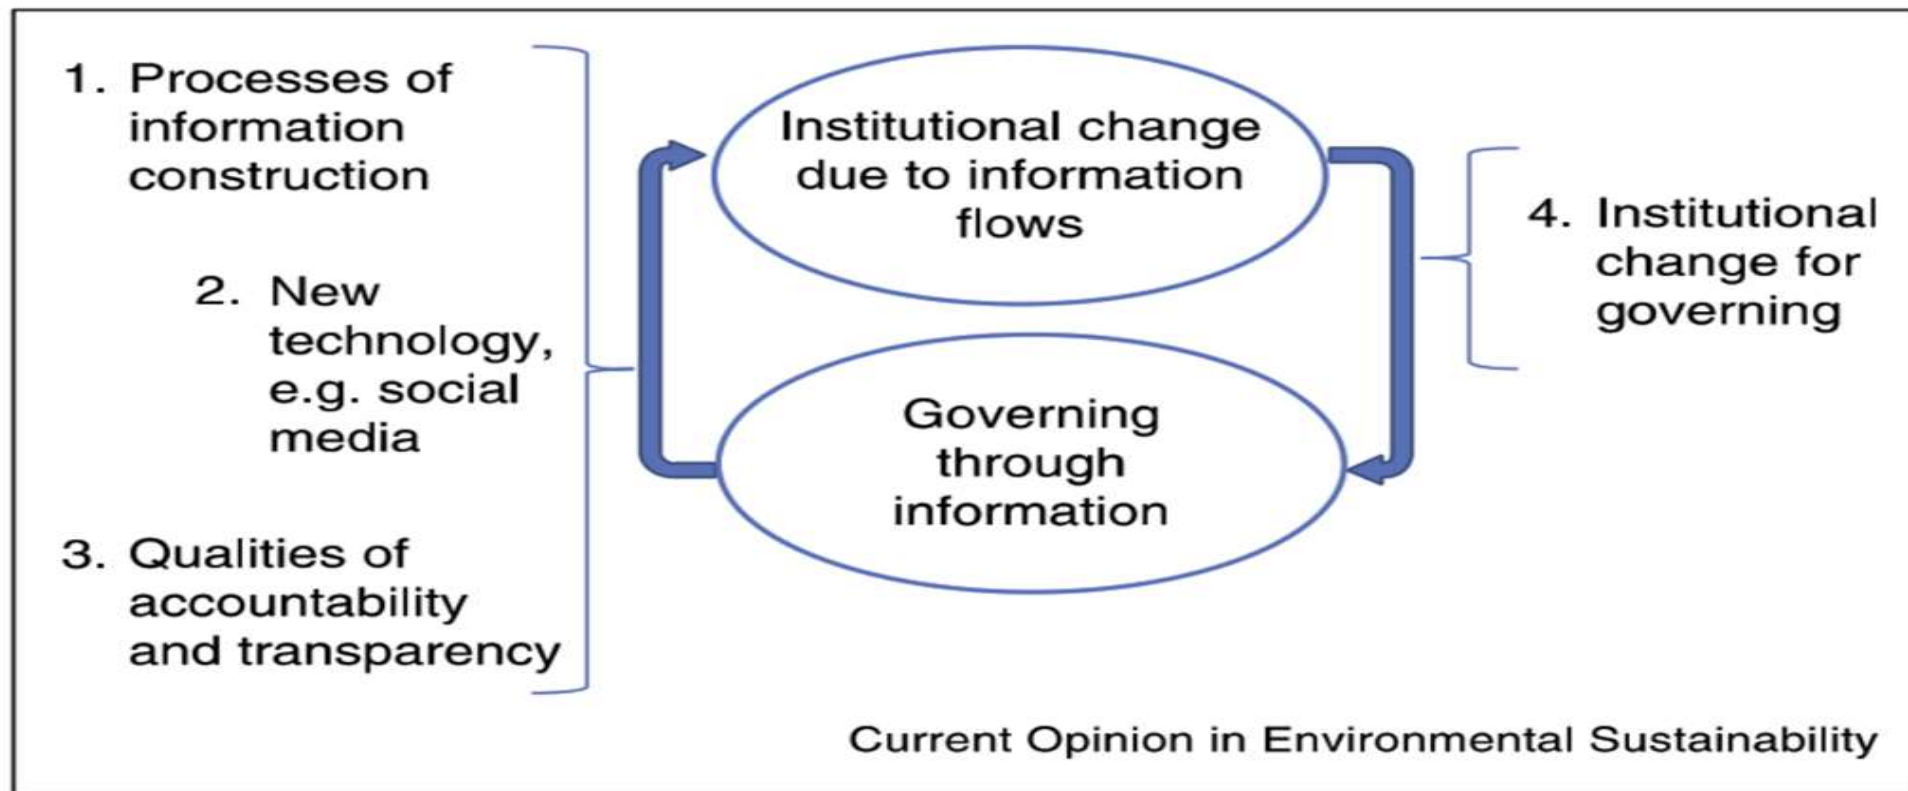 1. Processes of
information
construction
2. New
technology,
e.g. social
media
3. Qualities of
accountability
and transparency
Institutional change
due to information
flows
Governing
through
information
4. Institutional
change for
governing
Current Opinion in Environmental Sustainability